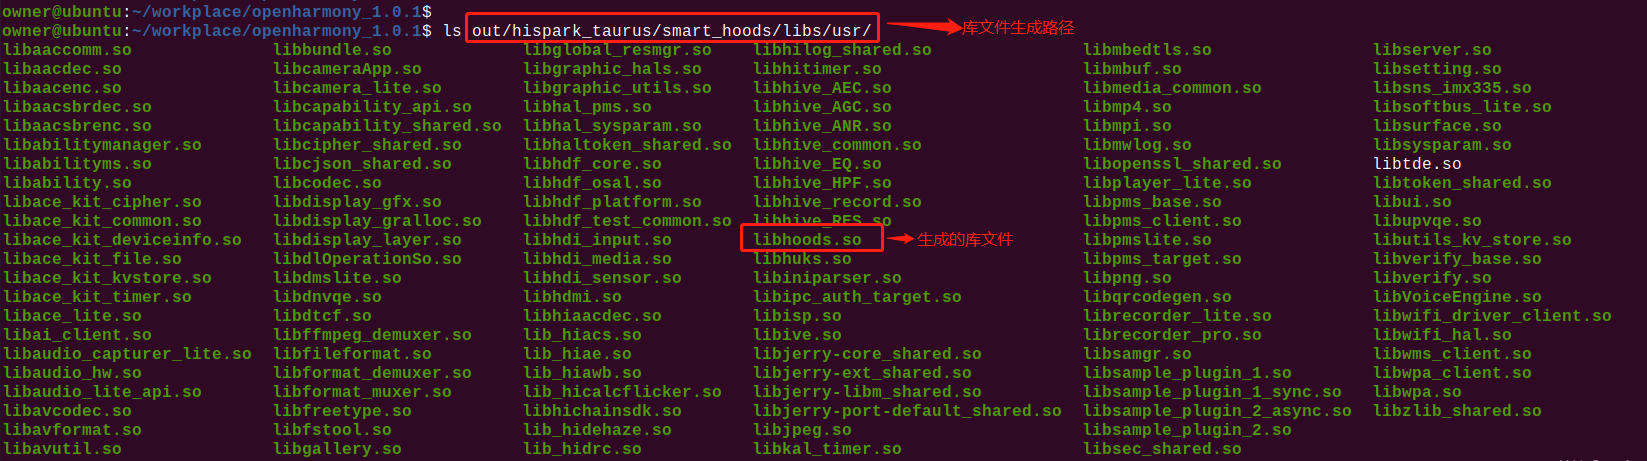 owner@ubuntu:~/workplace/openharmony_1.0.1$
owner@ubuntu:~/workplace/openharmony_1.0.1$ ls out/hispark_taurus/smart_hoods/libs/usr/ 库文件生成路径
libaaccomm.so libbundle.so libglobal_resmgr.so libhilog_shared.so libmbedtls.so libserver.so
libaacdec.so libcameraApp.so libgraphic_hals.so libhitimer.so libmbuf.so libsetting.so
libaacenc.so libcamera_lite.so libgraphic_utils.so libhive_AEC.so libmedia_common.so libsns_imx335.so
libaacsbrdec.so libcapability_api.so libhal_pms.so libhive_AGC.so libmp4.so libsoftbus_lite.so
libaacsbrenc.so libcapability_shared.so libhal_sysparam.so libhive_ANR.so libmpi.so libsurface.so
libabilitymanager.so libcipher_shared.so libhaltoken_shared.so libhive_common.so libmwlog.so libsysparam.so
libabilityms.so libcjson_shared.so libhdf_core.so libhive_EQ.so libopenssl_shared.so libtde.so
libability.so libcodec.so libhdf_osal.so libhive_HPF.so libplayer_lite.so libtoken_shared.so
libace_kit_cipher.so libdisplay_gfx.so libhdf_platform.so libhive_record.so libpms_base.so libui.so
libace_kit_common.so libdisplay_gralloc.so libhdf_test_common.so libhive_RES.so libpms_client.so libupvqe.so
libace_kit_deviceinfo.so libdisplay_layer.so libhdi_input.so libhoods.so 生成的库文件 libpmslite.so libutils_kv_store.so
libace_kit_file.so libdlOperationSo.so libhdi_media.so libhuks.so libpms_target.so libverify_base.so
libace_kit_kvstore.so libdmslite.so libhdi_sensor.so libiniparser.so libpng.so libverify.so
libace_kit_timer.so libdnvqe.so libhdmi.so libipc_auth_target.so libqrcodegen.so libVoiceEngine.so
libace_lite.so libdtcf.so libhiaacdec.so libisp.so librecorder_lite.so libwifi_driver_client.so
libai_client.so libffmpeg_demuxer.so lib_hiacs.so libive.so librecorder_pro.so libwifi_hal.so
libaudio_capturer_lite.so libfileformat.so lib_hiae.so libjerry-core_shared.so libsamgr.so libwms_client.so
libaudio_hw.so libformat_demuxer.so lib_hiawb.so libjerry-ext_shared.so libsample_plugin_1.so libwpa_client.so
libaudio_lite_api.so libformat_muxer.so lib_hicalcflicker.so libjerry-libm_shared.so libsample_plugin_1_sync.so libwpa.so
libavcodec.so libfreetype.so libhichainsdk.so libjerry-port-default_shared.so libsample_plugin_2_async.so libzlib_shared.so
libavformat.so libfstool.so lib_hidehaze.so libjpeg.so libsample_plugin_2.so
libavutil.so libgallery.so lib_hidrc.so libkal_timer.so libsec_shared.so